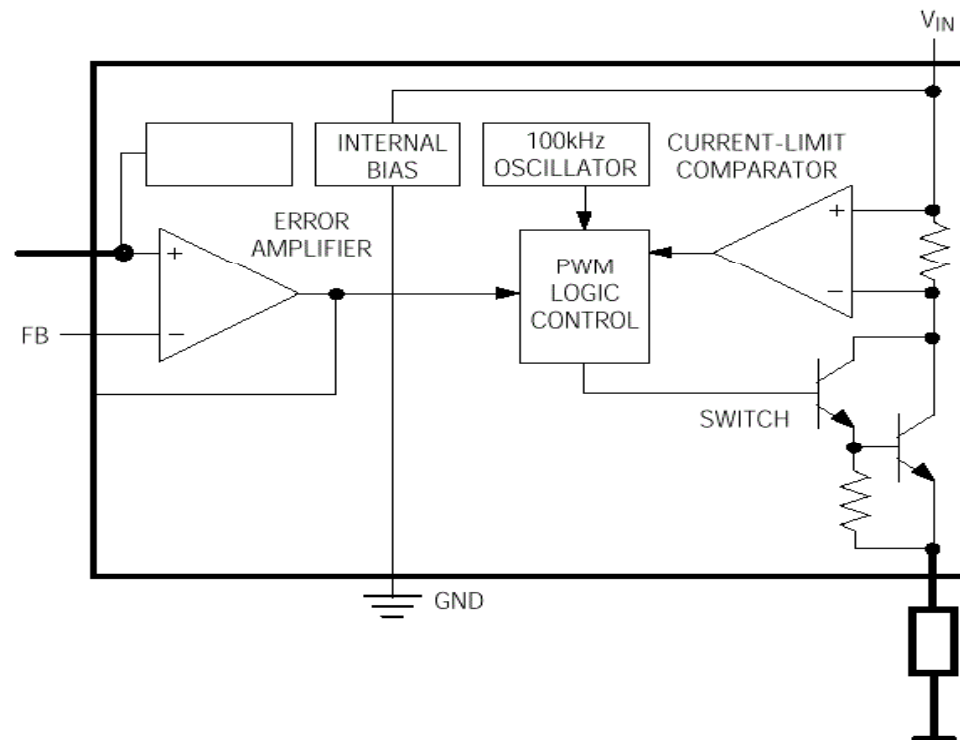 VIN
INTERNAL
BIAS
100kHz
OSCILLATOR
CURRENT-LIMIT
COMPARATOR
ERROR
AMPLIFIER
+
−
FB
PWM
LOGIC
CONTROL
+
−
SWITCH
GND